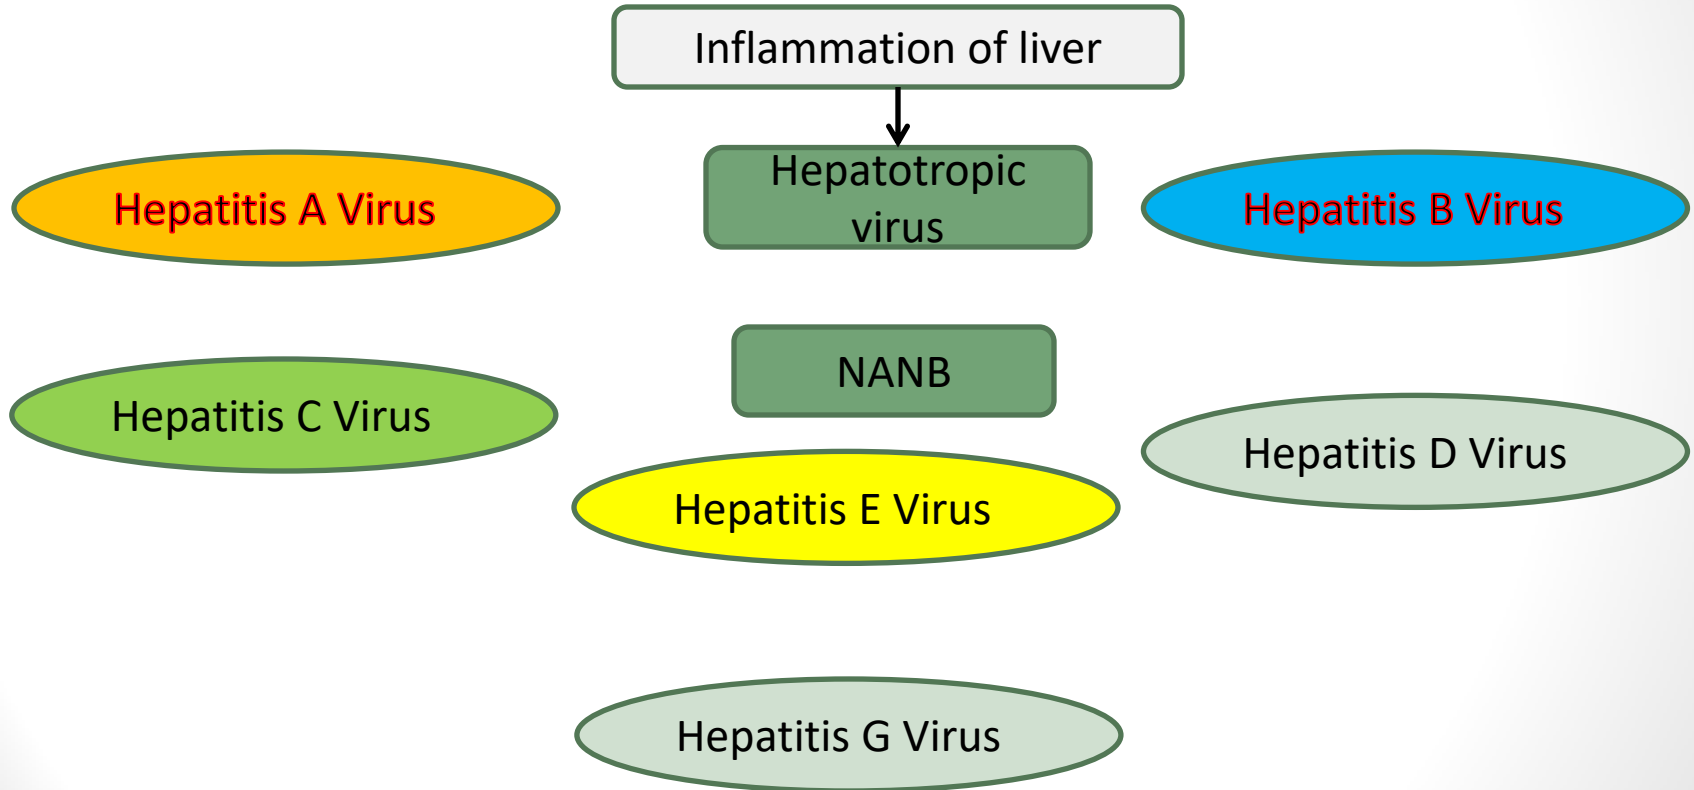 Inflammation of liver
Hepatotropic
virus
Hepatitis A Virus
Hepatitis B Virus
NANB
Hepatitis C Virus
Hepatitis D Virus
Hepatitis E Virus
Hepatitis G Virus